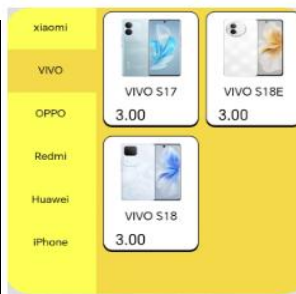 xiaomi
VIVO
OPPO
Redmi
Huawei
iPhone
VIVO S17
3.00
VIVO S18E
3.00
VIVO S18
3.00